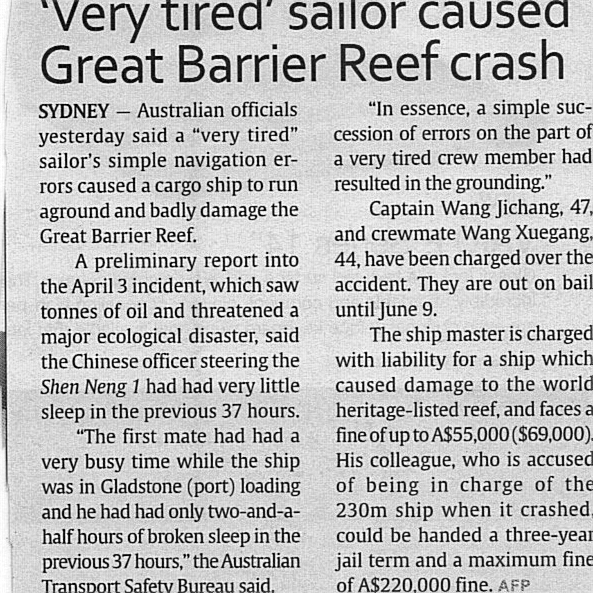 ‘Very tired’ sailor caused
Great Barrier Reef crash
SYDNEY — Australian officials
yesterday said a “very tired”
sailor’s simple navigation er-
rors caused a cargo ship to run
aground and badly damage the
Great Barrier Reef.
A preliminary report into
the April 3 incident, which saw
tonnes of oil and threatened a
major ecological disaster, said
the Chinese officer steering the
Shen Neng 1 had had very little
sleep in the previous 37 hours.
“The first mate had had a
very busy time while the ship
was in Gladstone (port) loading
and he had had only two-and-a-
half hours of broken sleep in the
previous 37 hours,” the Australian
Transport Safety Bureau said.
“In essence, a simple suc-
cession of errors on the part of
a very tired crew member had
resulted in the grounding.”
Captain Wang Jichang, 47,
and crewmate Wang Xuegang,
44, have been charged over the
accident. They are out on bail
until June 9.
The ship master is charged
with liability for a ship which
caused damage to the world
heritage-listed reef, and faces a
fine of up to A$55,000 ($69,000).
His colleague, who is accused
of being in charge of the
230m ship when it crashed,
could be handed a three-year
jail term and a maximum fine
of A$220,000 fine. AFP